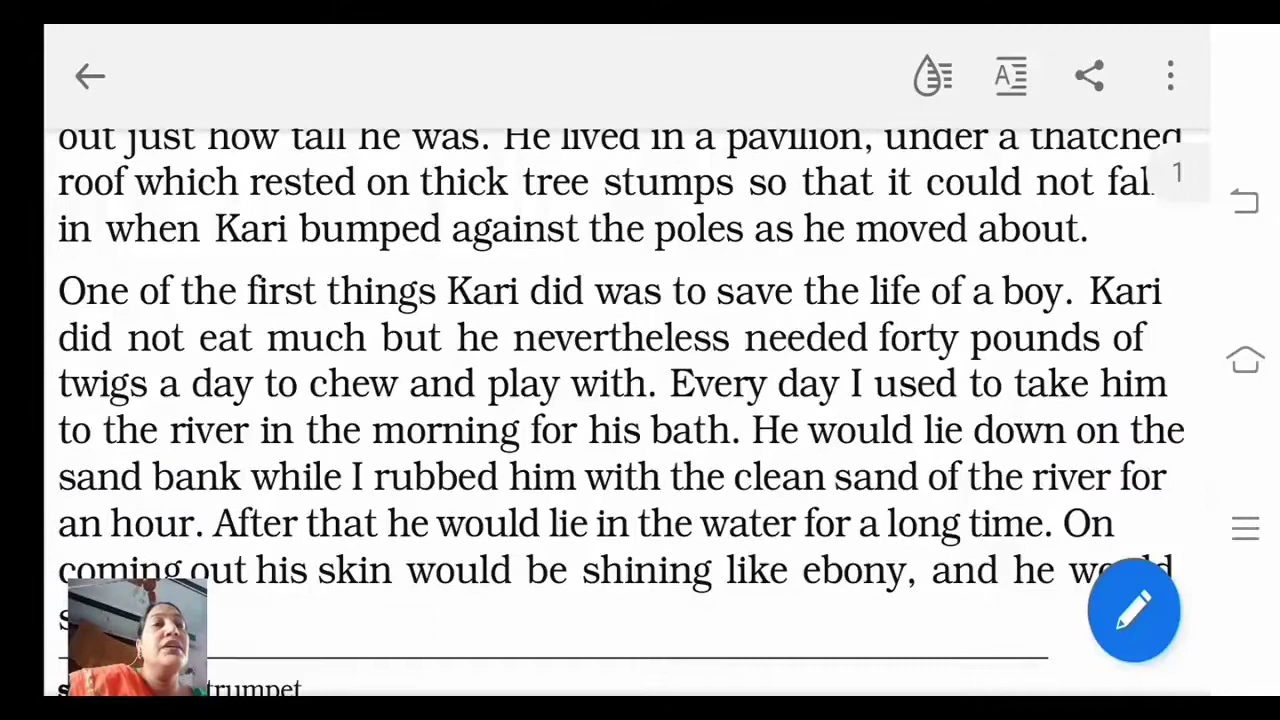 out just how tall he was. He lived in a pavilion, under a thatched
roof which rested on thick tree stumps so that it could not fal
1
in when Kari bumped against the poles as he moved about.
One of the first things Kari did was to save the life of a boy. Kari
did not eat much but he nevertheless needed forty pounds of
twigs a day to chew and play with. Every day I used to take him
to the river in the morning for his bath. He would lie down on the
sand bank while I rubbed him with the clean sand of the river for
an hour. After that he would lie in the water for a long time. On
coming out his skin would be shining like ebony, and he would
trumpet